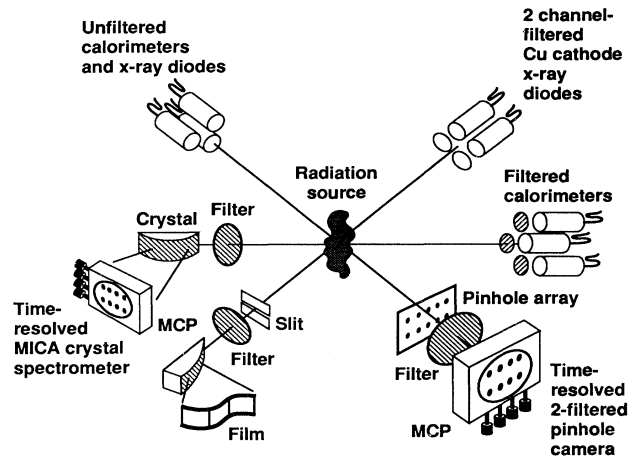 Unfiltered
calorimeters
and x-ray diodes
2 channel-
filtered
Cu cathode
x-ray
diodes
Radiation
source
Filtered
calorimeters
Crystal
Filter
Time-
resolved
MICA crystal
spectrometer
MCP
Slit
Filter
Film
Pinhole array
Filter
MCP
Time-
resolved
2-filtered
pinhole
camera